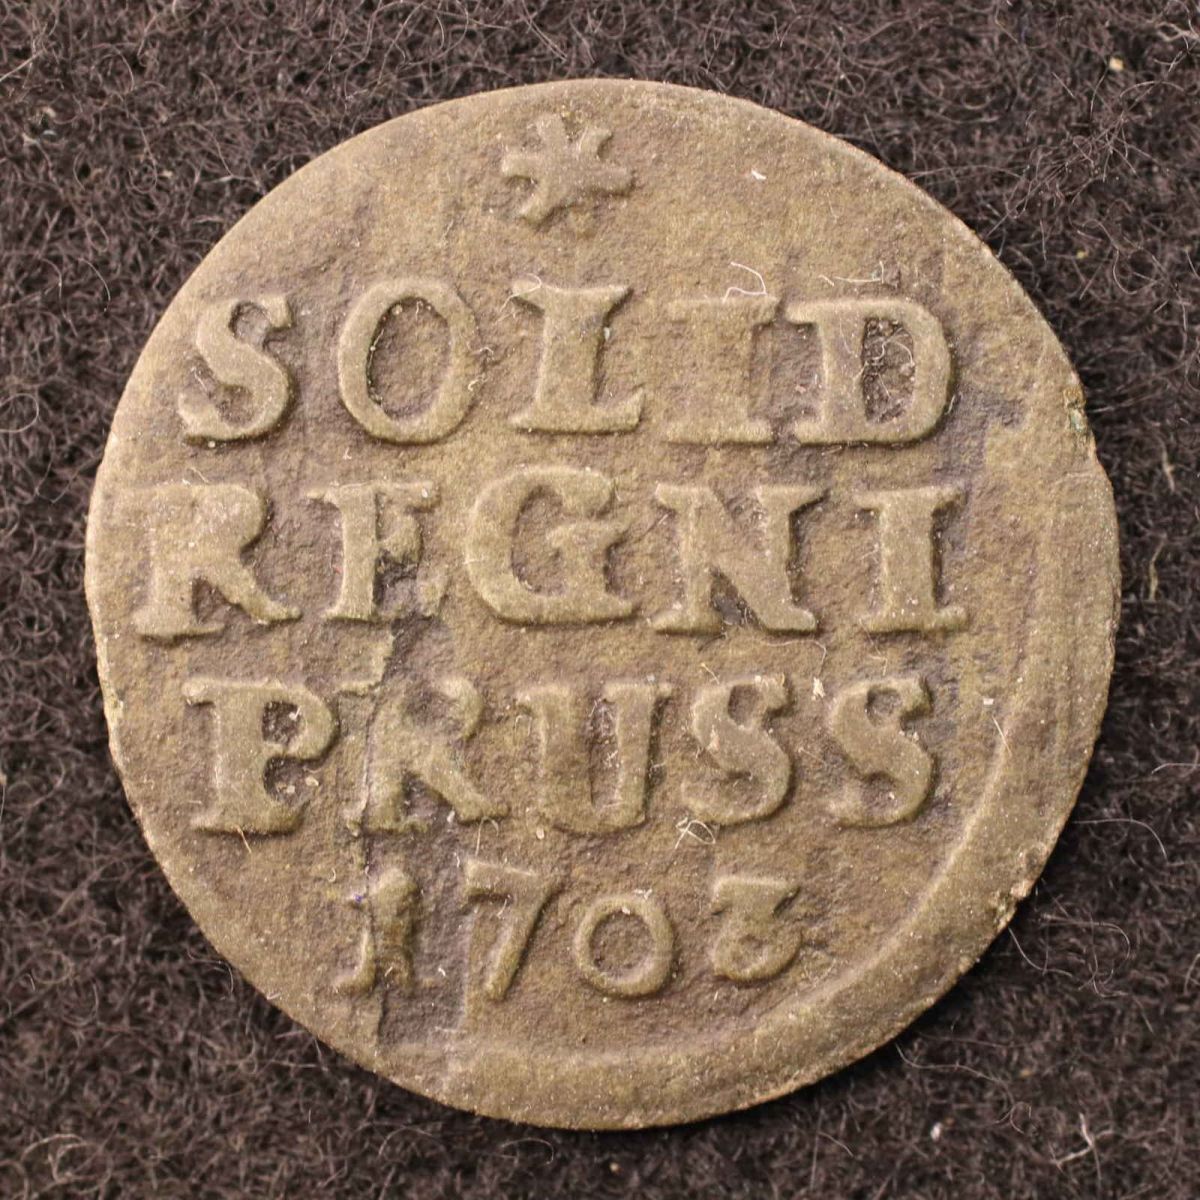 SOLID
REGNI
PRUSS
1703